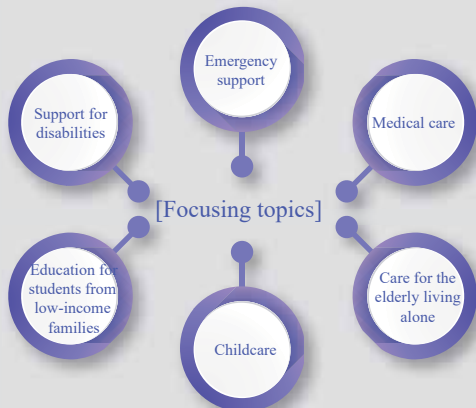 Emergency
support
Support for
disabilities
Medical care
[Focusing topics]
Education for
students from
low-income
families
Care for the
elderly living
alone
Childcare